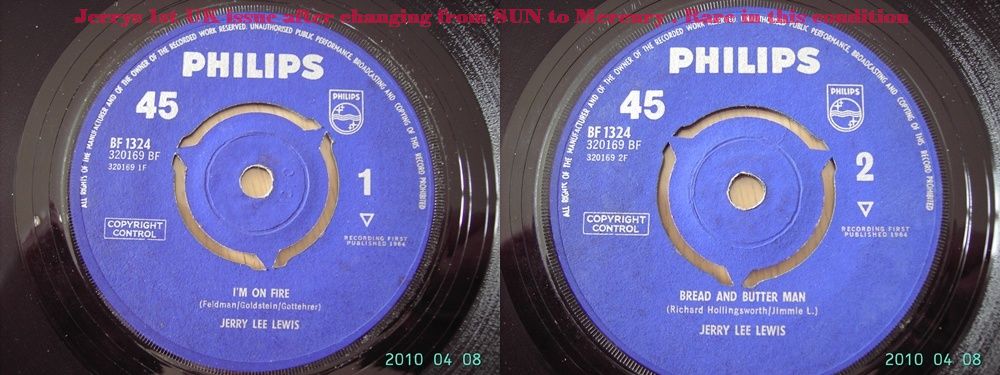 Jerrys 1st UK issue after changing from SUN to Mercury . Rare in this condition
ALL RIGHTS OF THE MANUFACTURER AND OF THE OWNER OF THE RECORDED WORK RESERVED. UNAUTHORISED PUBLIC PERFORMANCE, BROADCASTING AND COPYING OF THIS RECORD PROHIBITED
PHILIPS
45
PHILIPS
BF 1324
320169 BF
320169 1F
1
COPYRIGHT
CONTROL
RECORDING FIRST
PUBLISHED 1964
I'M ON FIRE
(Feldman/Goldstein/Gottehrer)
JERRY LEE LEWIS
2010 04 08
ALL RIGHTS OF THE MANUFACTURER AND OF THE OWNER OF THE RECORDED WORK RESERVED. UNAUTHORISED PUBLIC PERFORMANCE, BROADCASTING AND COPYING OF THIS RECORD PROHIBITED
PHILIPS
45
PHILIPS
BF 1324
320169 BF
320169 2F
2
COPYRIGHT
CONTROL
RECORDING FIRST
PUBLISHED 1964
BREAD AND BUTTER MAN
(Richard Hollingsworth/Jimmie L.)
JERRY LEE LEWIS
2010 04 08